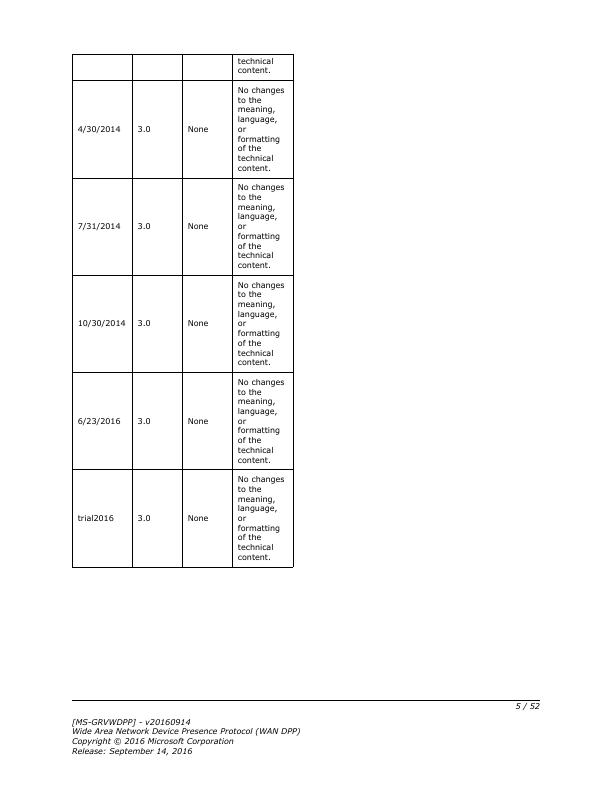 technical
content.
4/30/2014 3.0 None No changes
to the
meaning,
language,
or
formatting
of the
technical
content.
7/31/2014 3.0 None No changes
to the
meaning,
language,
or
formatting
of the
technical
content.
10/30/2014 3.0 None No changes
to the
meaning,
language,
or
formatting
of the
technical
content.
6/23/2016 3.0 None No changes
to the
meaning,
language,
or
formatting
of the
technical
content.
trial2016 3.0 None No changes
to the
meaning,
language,
or
formatting
of the
technical
content.
5 / 52
[MS-GRVWDPP] - v20160914
Wide Area Network Device Presence Protocol (WAN DPP)
Copyright © 2016 Microsoft Corporation
Release: September 14, 2016